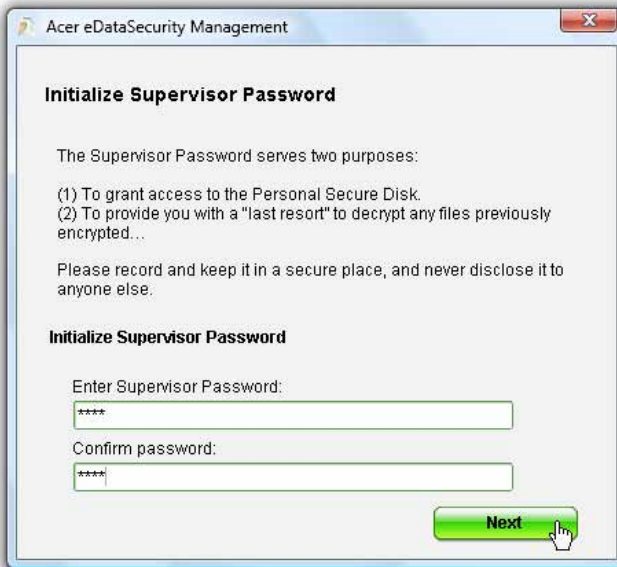 Acer eDataSecurity Management
Initialize Supervisor Password
The Supervisor Password serves two purposes:
(1) To grant access to the Personal Secure Disk.
(2) To provide you with a "last resort" to decrypt any files previously
encrypted...
Please record and keep it in a secure place, and never disclose it to
anyone else.
Initialize Supervisor Password
Enter Supervisor Password:
****
Confirm password:
****
Next